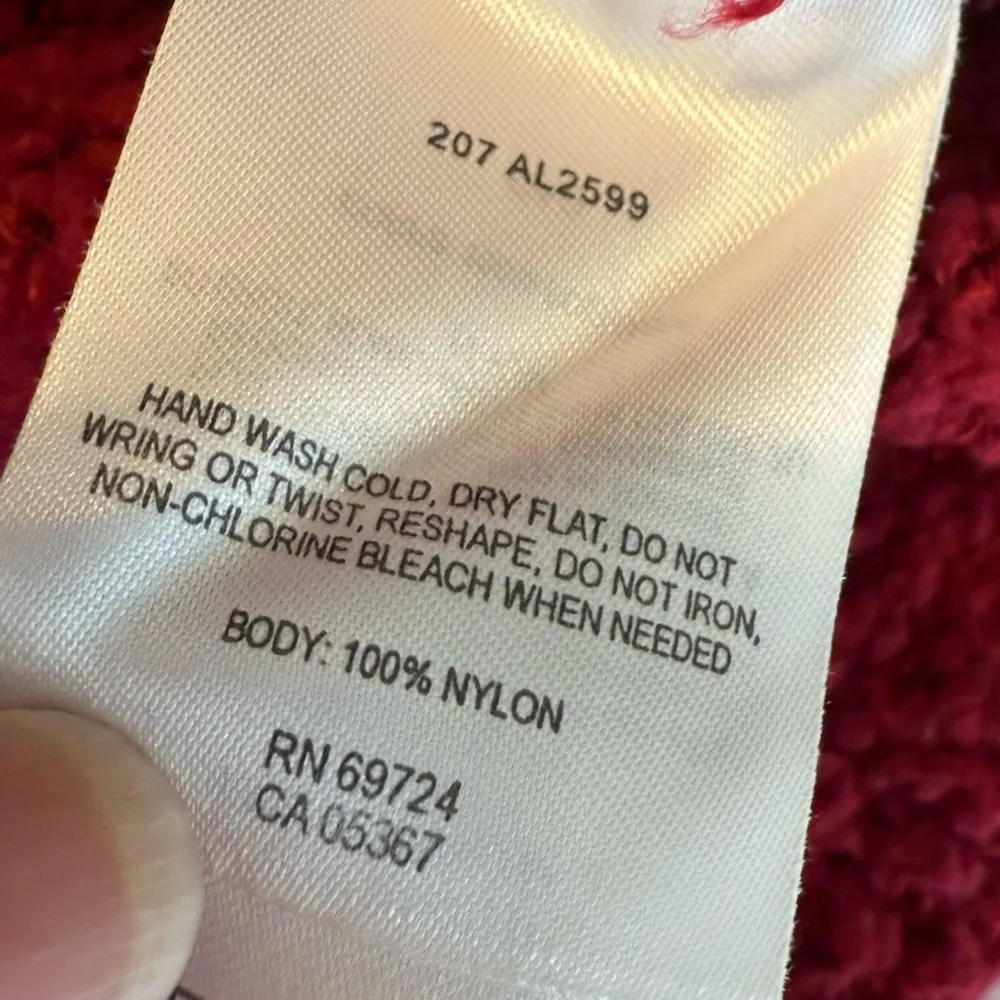 207 AL2599
HAND WASH COLD, DRY FLAT, DO NOT
WRING OR TWIST, RESHAPE, DO NOT IRON,
NON-CHLORINE BLEACH WHEN NEEDED
BODY: 100% NYLON
RN 69724
CA 05367